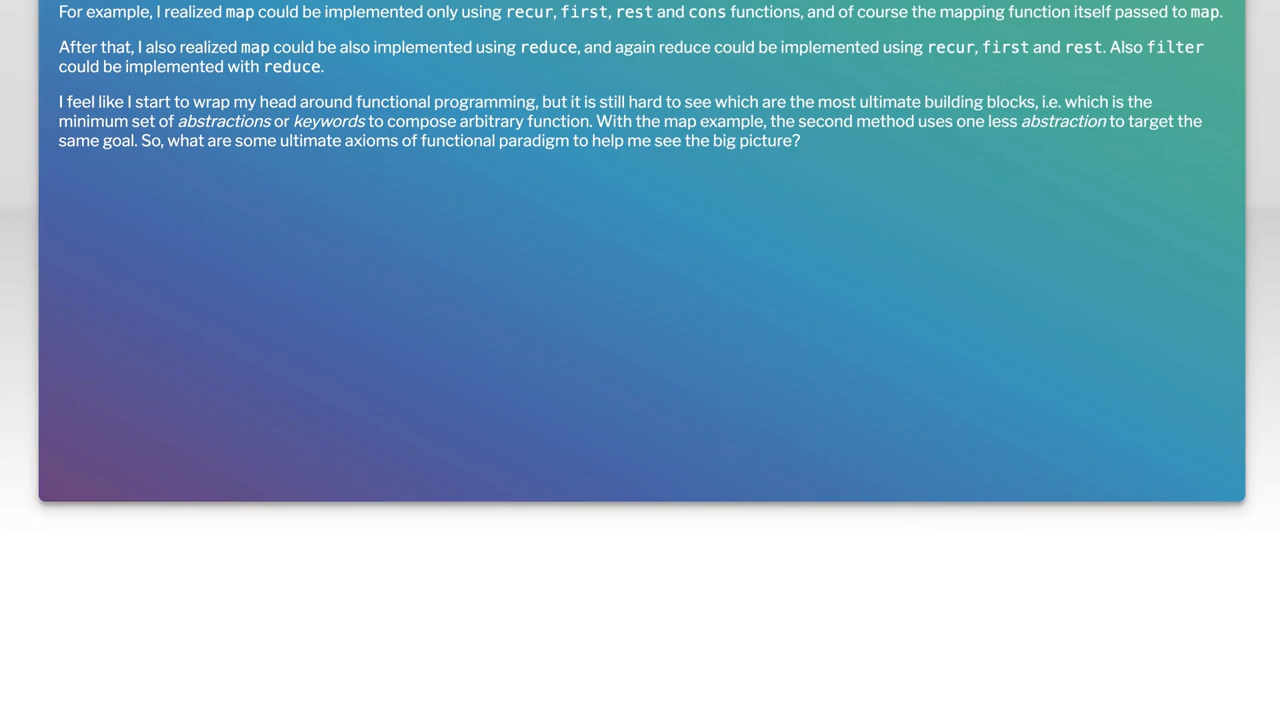 For example, I realized map could be implemented only using recur, first, rest and cons functions, and of course the mapping function itself passed to map.
After that, I also realized map could be also implemented using reduce, and again reduce could be implemented using recur, first and rest. Also filter
could be implemented with reduce.
I feel like I start to wrap my head around functional programming, but it is still hard to see which are the most ultimate building blocks, i.e. which is the
minimum set of abstractions or keywords to compose arbitrary function. With the map example, the second method uses one less abstraction to target the
same goal. So, what are some ultimate axioms of functional paradigm to help me see the big picture?